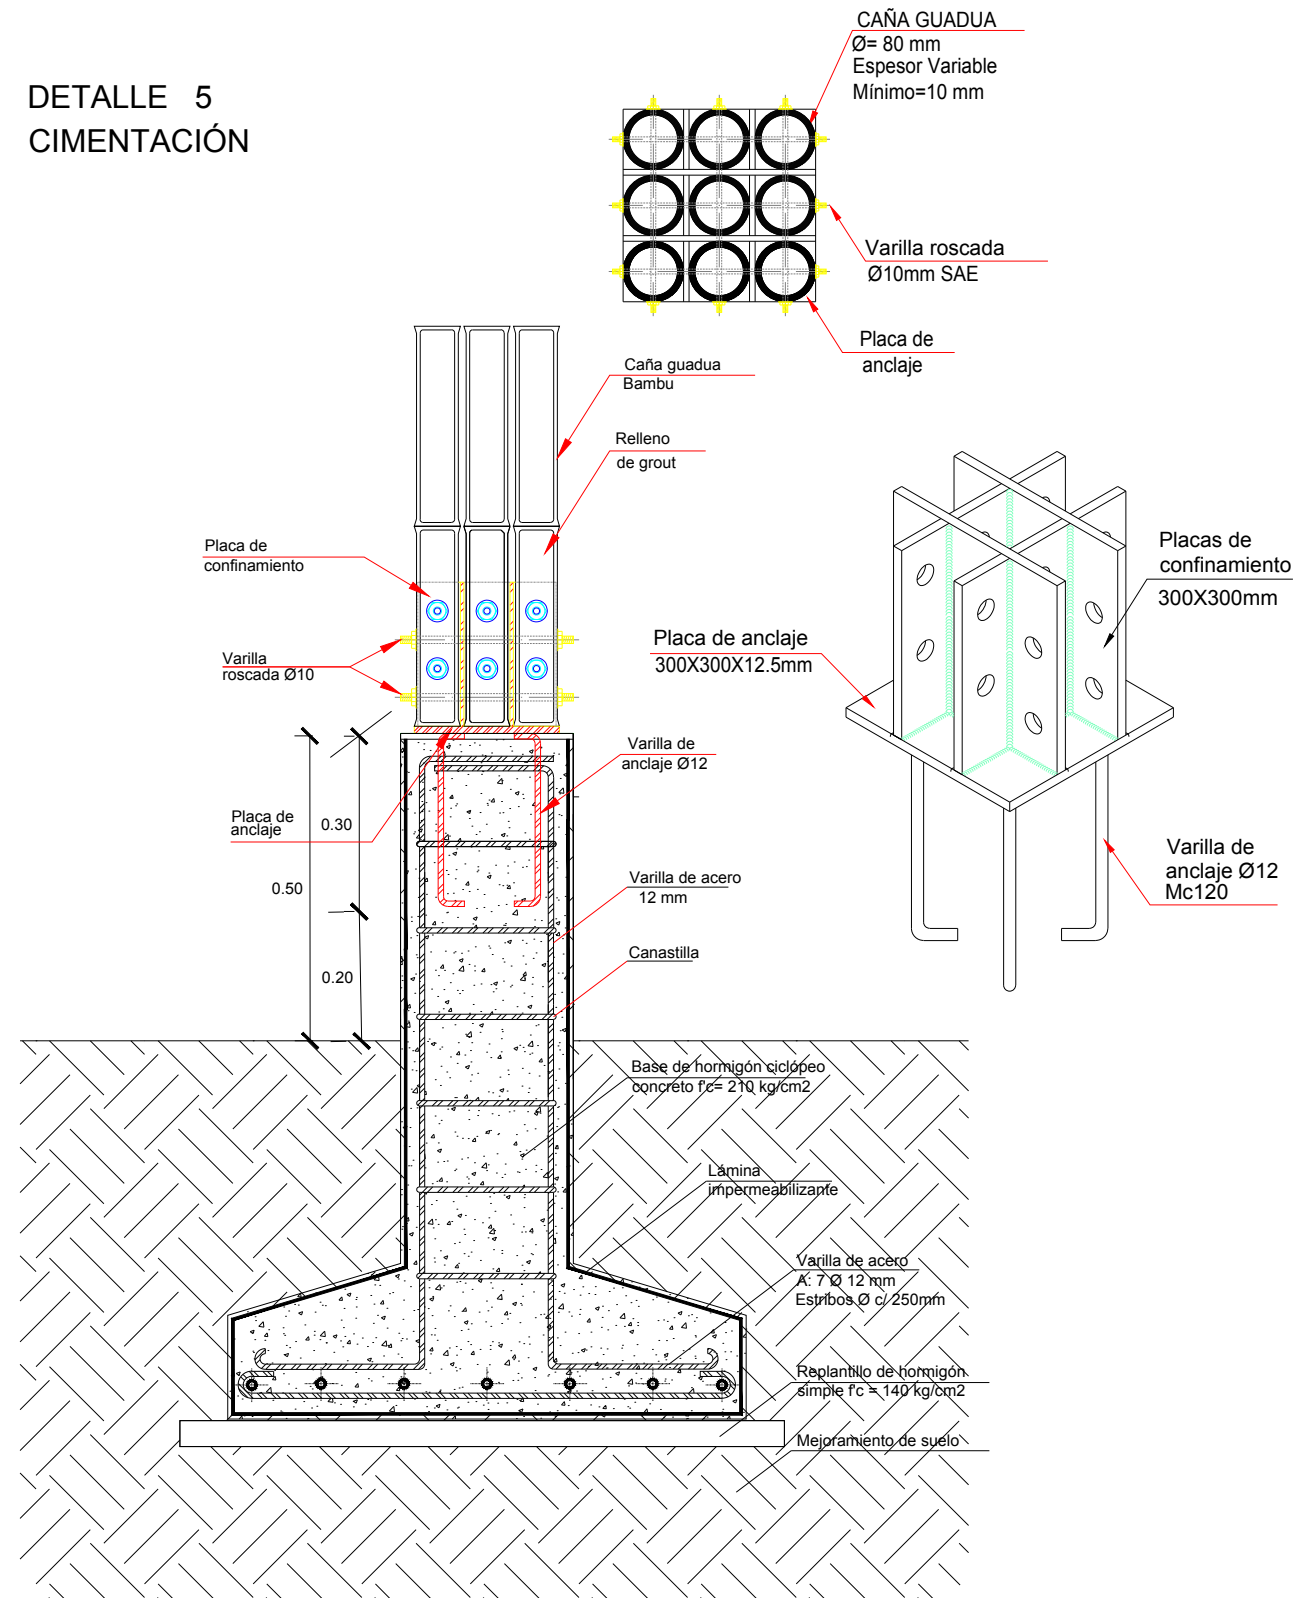 DETALLE 5
CIMENTACIÓN
CAÑA GUADUA
Ø= 80 mm
Espesor Variable
Mínimo=10 mm
Varilla roscada
Ø10mm SAE
Placa de
anclaje
Caña guadua
Bambu
Relleno
de grout
Placa de
confinamiento
Varilla
roscada Ø10
Placas de
confinamiento
300X300mm
Placa de anclaje
300X300X12.5mm
Varilla de
anclaje Ø12
Placa de
anclaje
0.30
0.50
0.20
Varilla de
anclaje Ø12
Mc120
Varilla de acero
12 mm
Canastilla
Base de hormigón ciclópeo
concreto f'c= 210 kg/cm2
Lámina
impermeabilizante
Varilla de acero
A: 7 Ø 12 mm
Estribos Ø c/ 250mm
Replantillo de hormigón
simple f'c = 140 kg/cm2
Mejoramiento de suelo